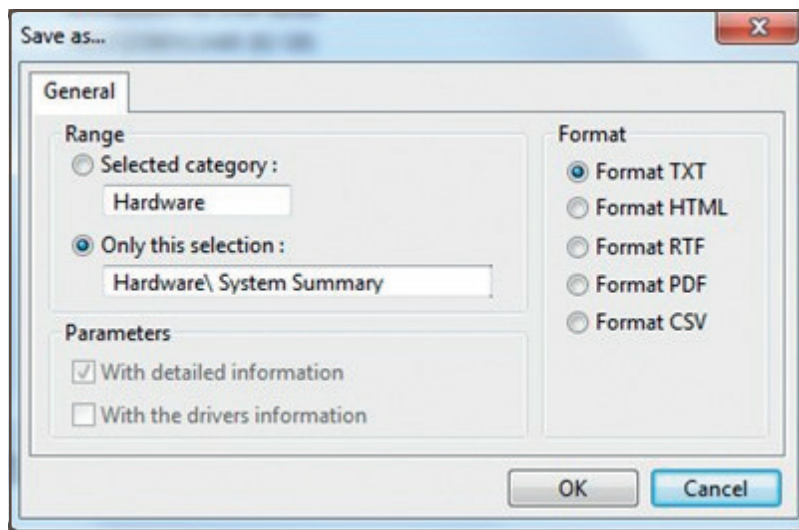 Save as...
General
Range
Selected category :
Hardware
Only this selection :
Hardware\ System Summary
Parameters
With detailed information
With the drivers information
Format
Format TXT
Format HTML
Format RTF
Format PDF
Format CSV
OK
Cancel